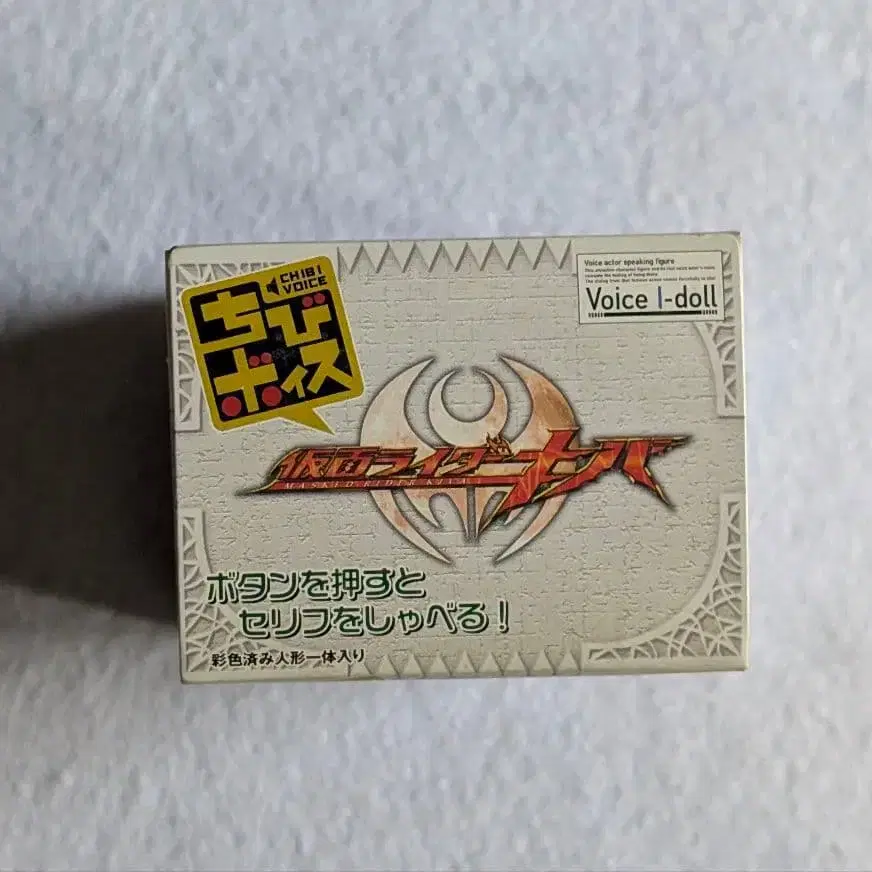 CHIBI
VOICE
ちび
ボイス
Voice actor speaking figure
Voice I-doll
仮面ライダーキバ
MASKED RIDER KIVA
ボタンを押すと
セリフをしゃべる!
彩色済み人形一体入り